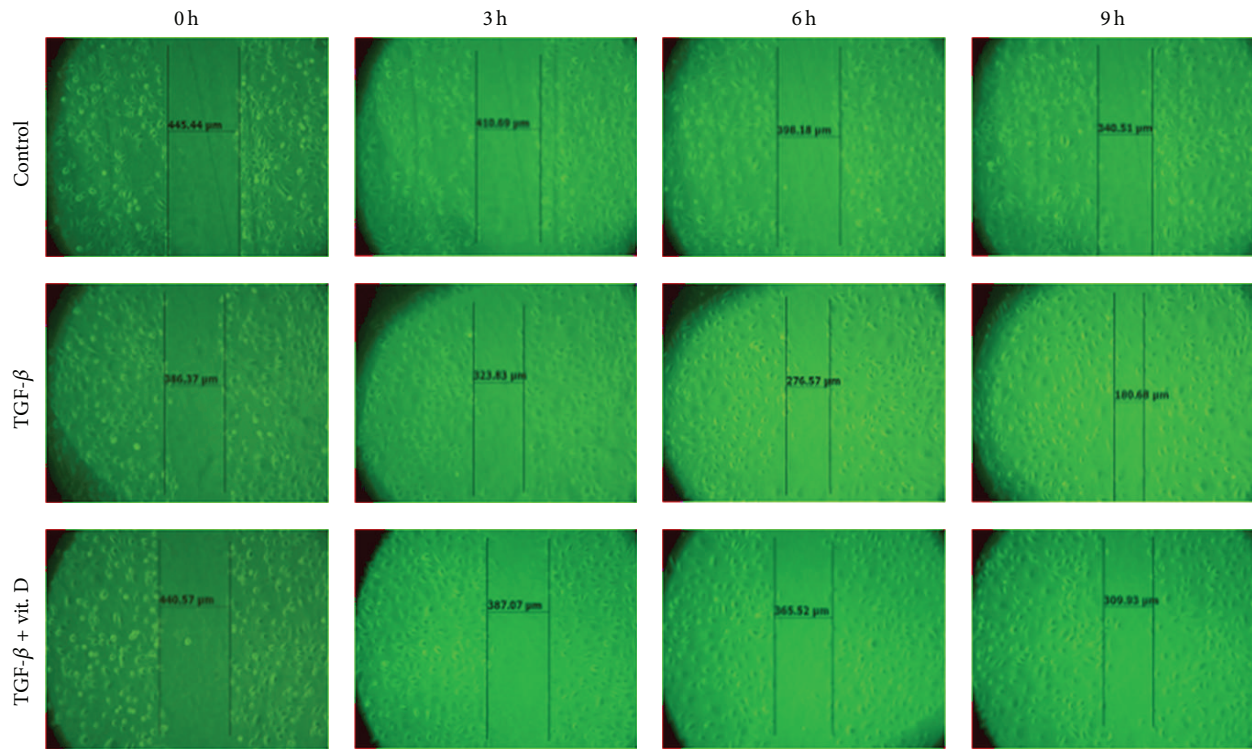 0 h 3 h 6 h 9 h
Control
445.44 µm 410.89 µm 398.18 µm 340.51 µm
TGF-β
386.37 µm 323.83 µm 276.57 µm 180.68 µm
TGF-β + vit. D
440.57 µm 387.07 µm 365.52 µm 309.93 µm